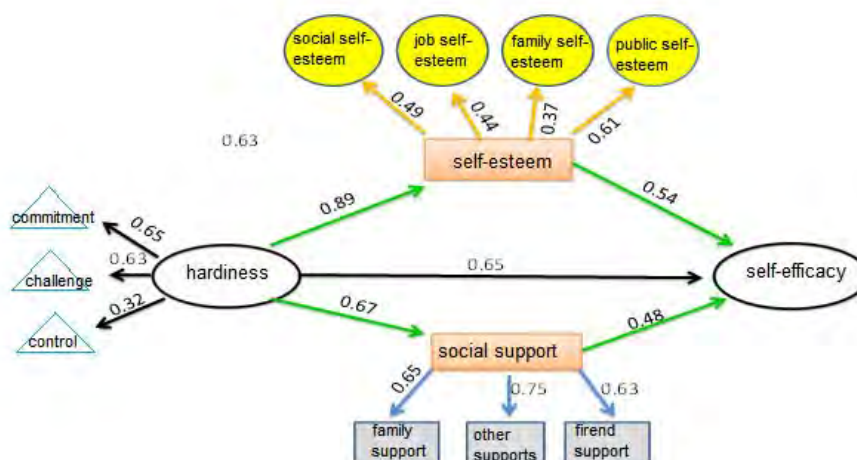 social self-
esteem
job self-
esteem
family self-
esteem
public self-
esteem
0.49
0.44
0.37
0.61
0.63
self-esteem
commitment
0.65
0.89
0.54
challenge
0.63
hardiness
0.65
self-efficacy
control
0.32
0.67
0.48
social support
0.65
0.75
0.63
family
support
other
supports
firend
support